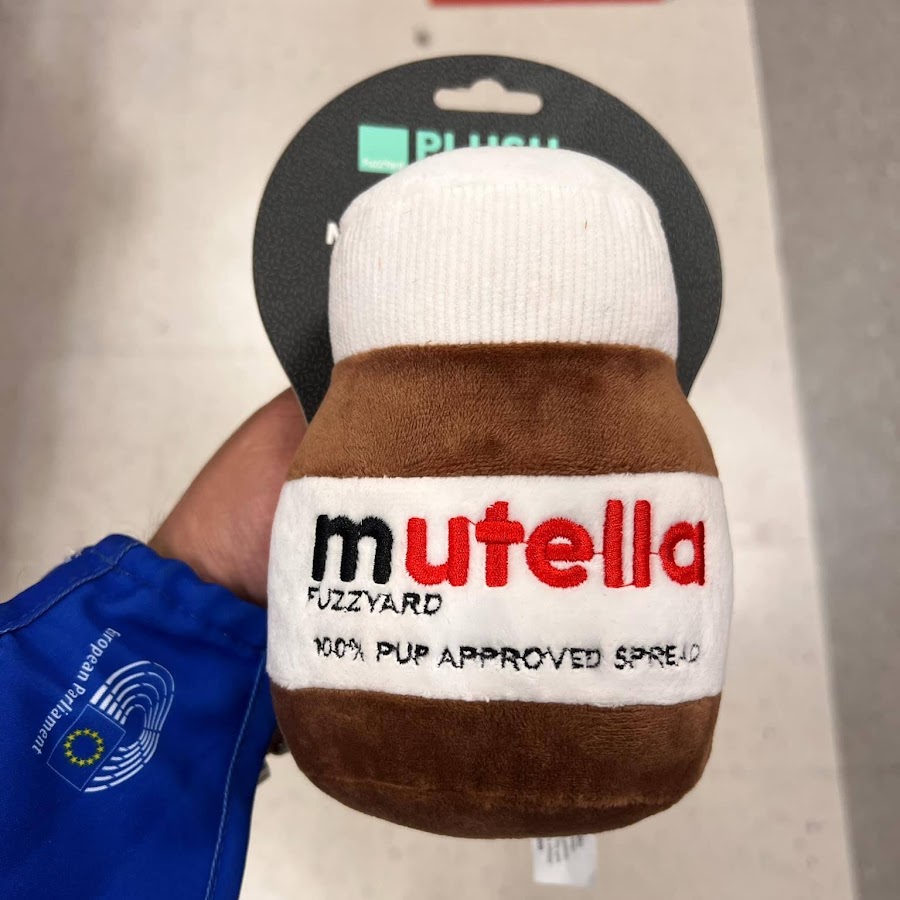 PLUSH
mutella
FUZZYARD
100% PUP APPROVED SPREAD
European Parliament